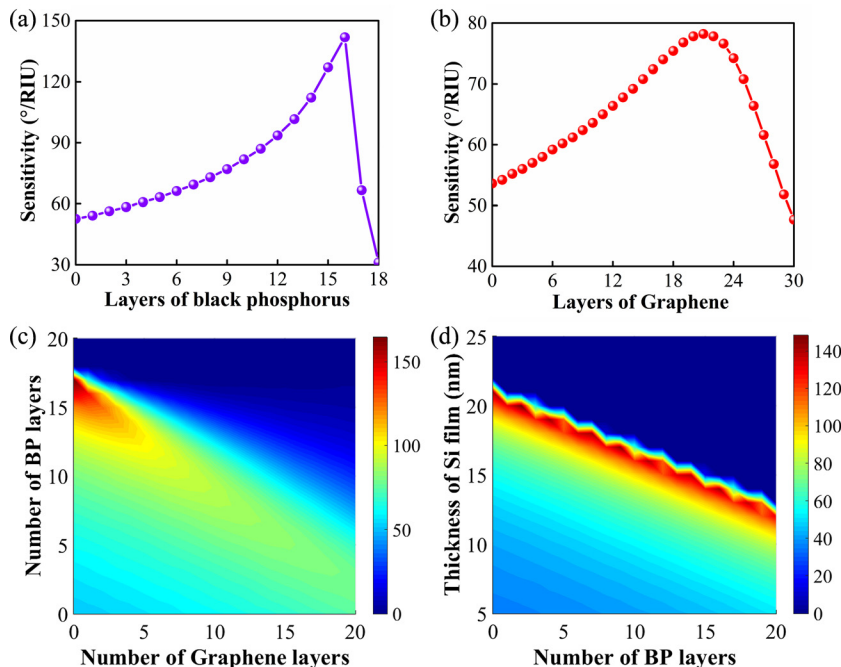 (a)
150
120
90
60
30
Sensitivity (°/RIU)
0 3 6 9 12 15 18
Layers of black phosphorus
(b)
80
70
60
50
40
Sensitivity (°/RIU)
0 6 12 18 24 30
Layers of Graphene
(c)
20
15
10
5
0
Number of BP layers
0 5 10 15 20
Number of Graphene layers
150
100
50
0
(d)
25
20
15
10
5
Thickness of Si film (nm)
0 5 10 15 20
Number of BP layers
140
120
100
80
60
40
20
0